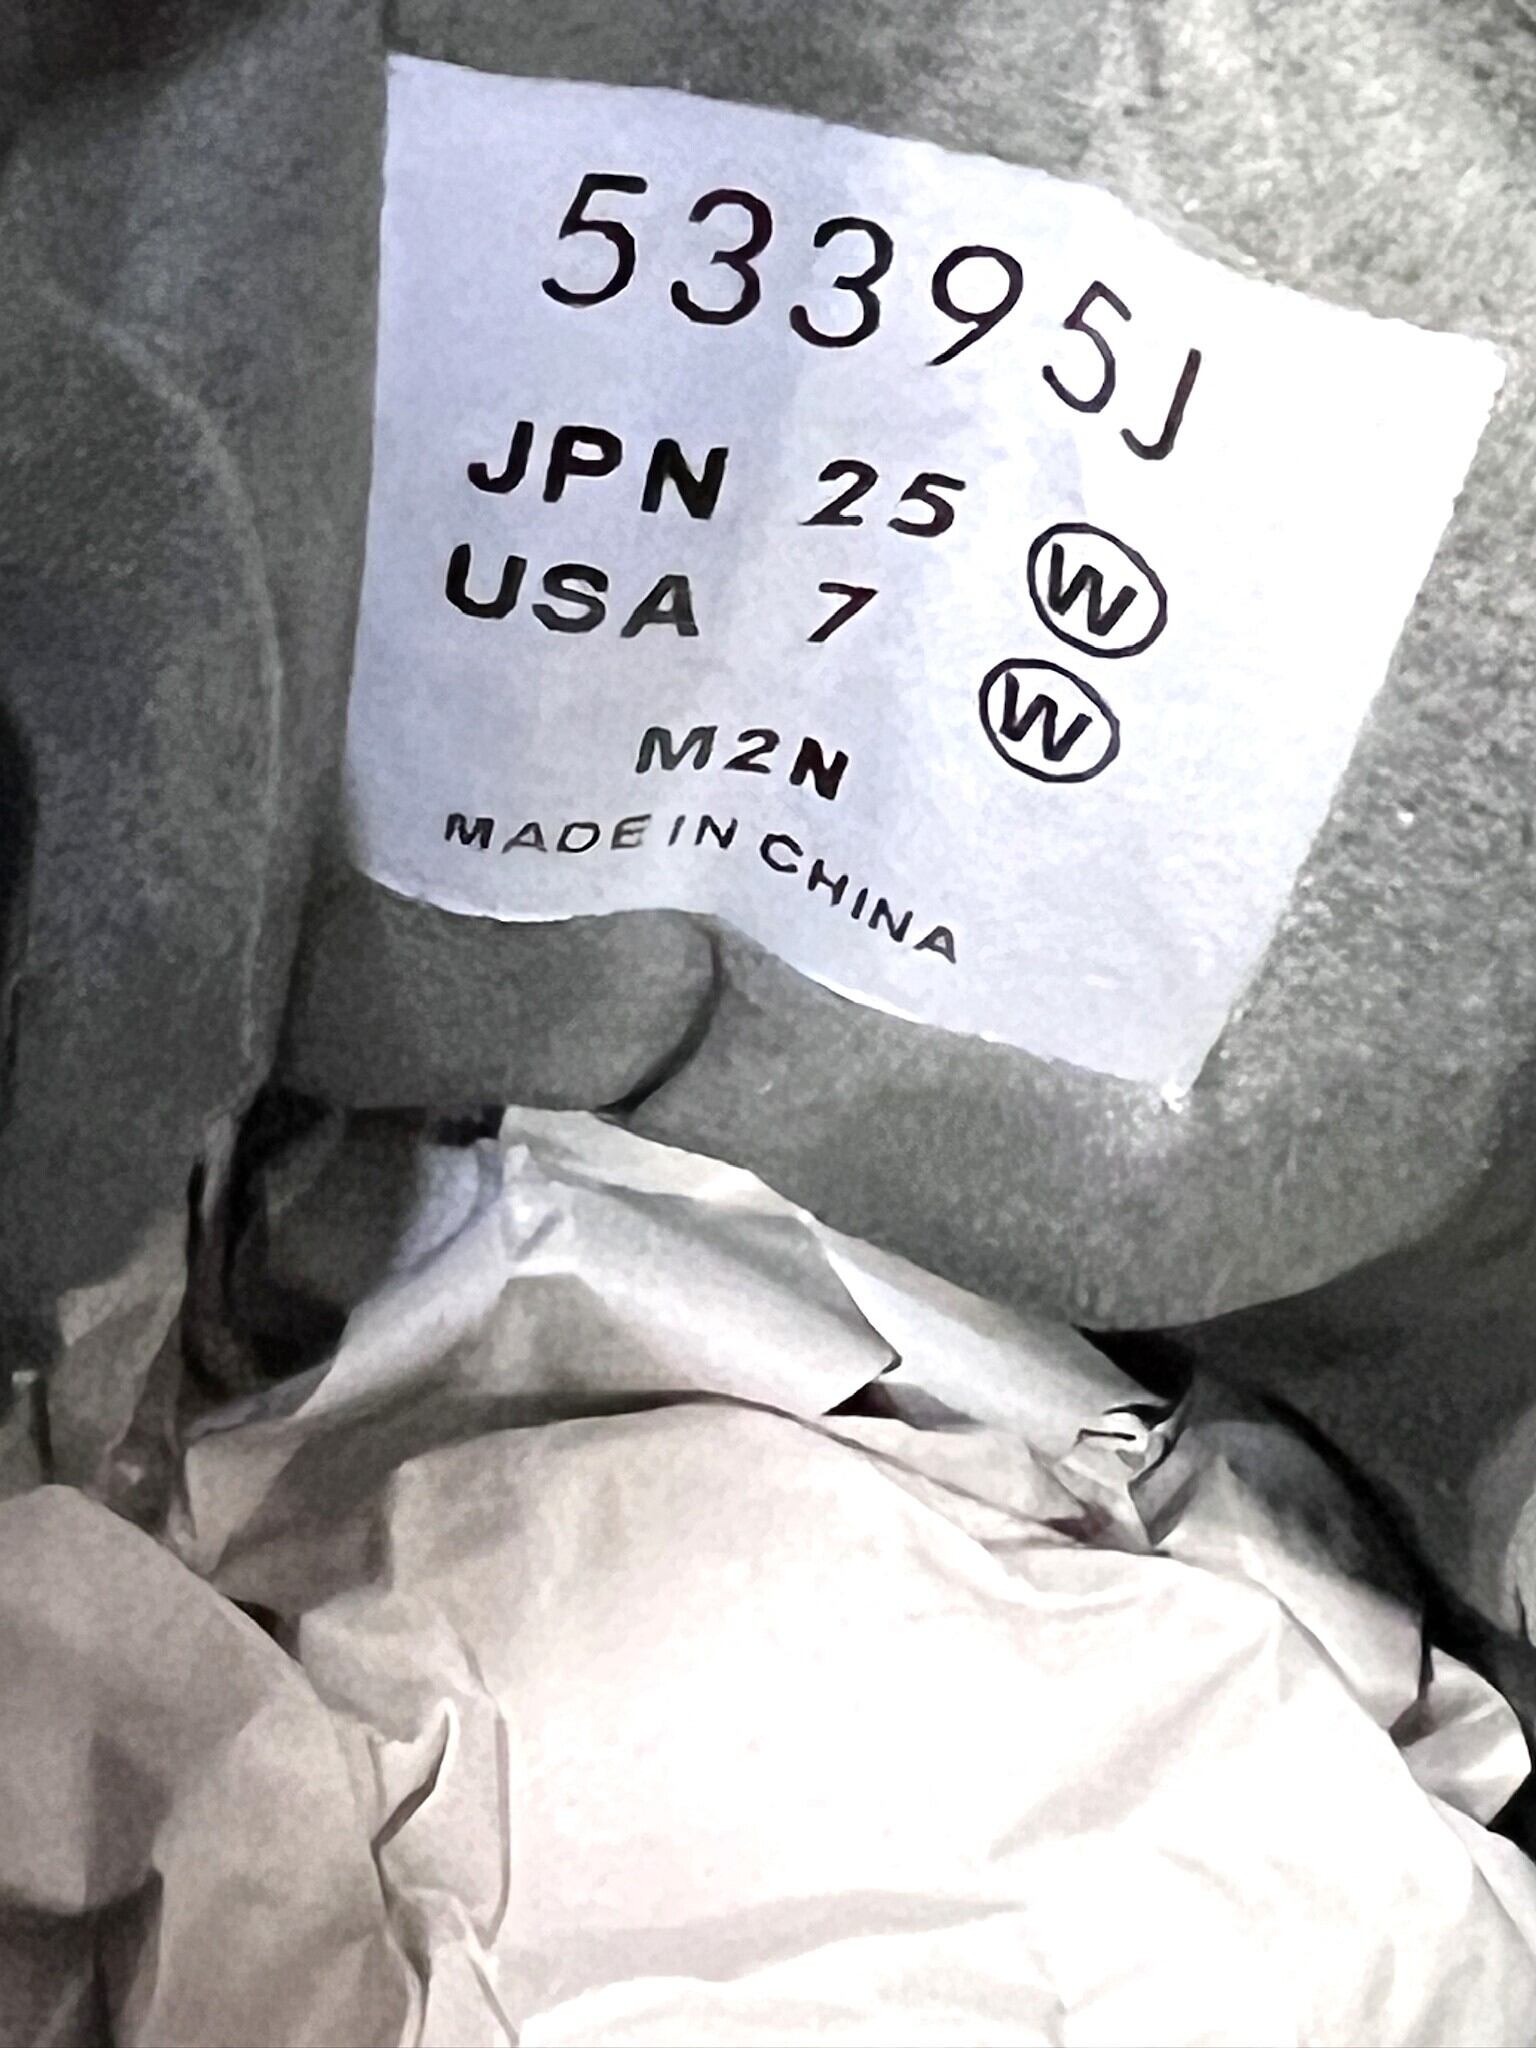 53395J
JPN 25 W
USA 7 W
M2N
MADE IN CHINA